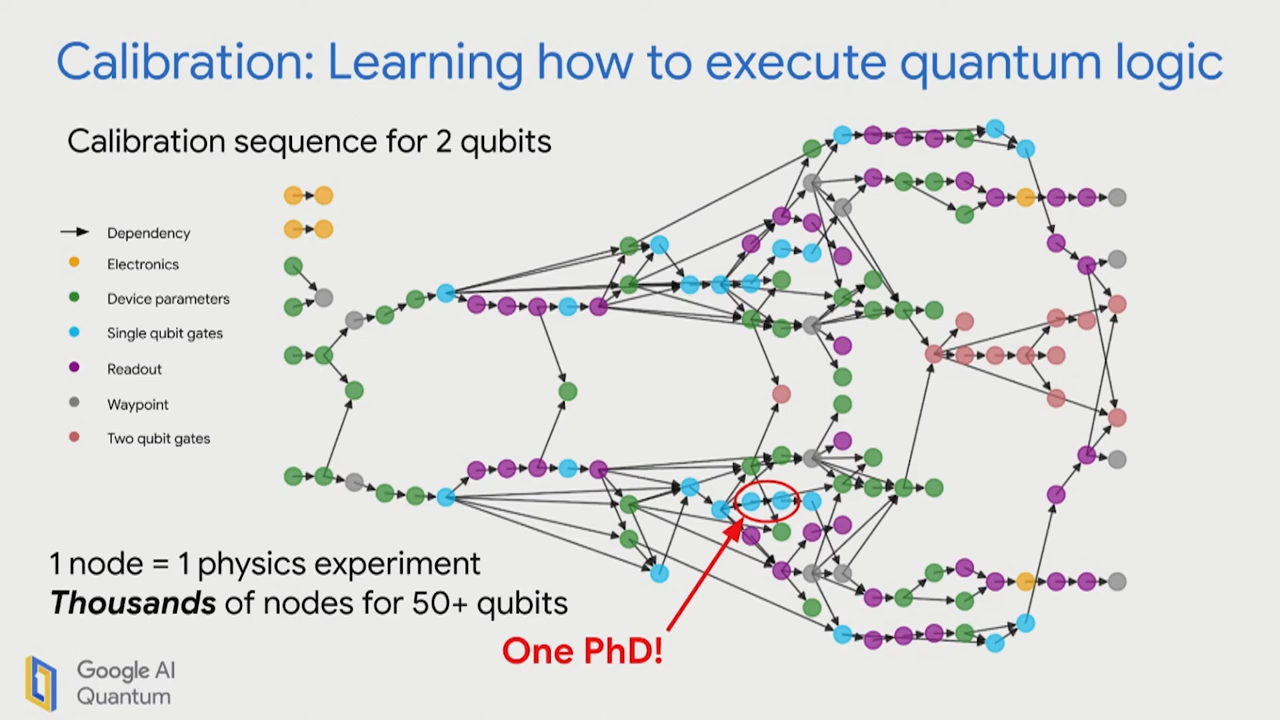 Calibration: Learning how to execute quantum logic
Calibration sequence for 2 qubits
Dependency
Electronics
Device parameters
Single qubit gates
Readout
Waypoint
Two qubit gates
1 node = 1 physics experiment
Thousands of nodes for 50+ qubits
One PhD!
Google AI
Quantum